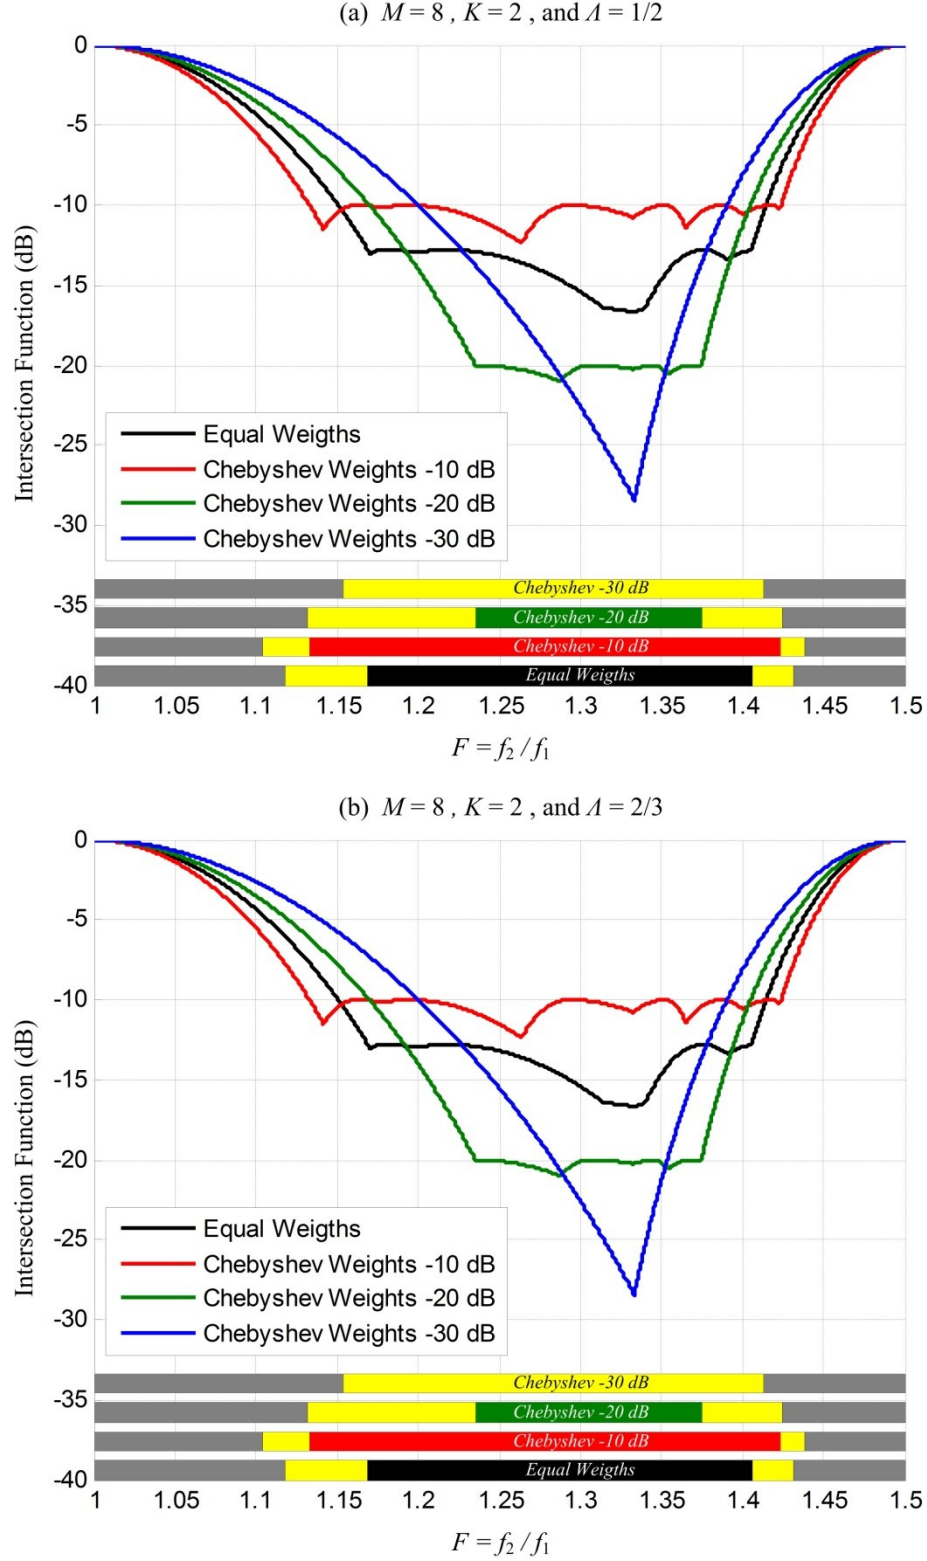 (a) M = 8 , K = 2 , and Λ = 1/2
0
-5
-10
-15
-20
-25
-30
-35
-40
Intersection Function (dB)
Equal Weigths
Chebyshev Weights -10 dB
Chebyshev Weights -20 dB
Chebyshev Weights -30 dB
Chebyshev -30 dB
Chebyshev -20 dB
Chebyshev -10 dB
Equal Weigths
1 1.05 1.1 1.15 1.2 1.25 1.3 1.35 1.4 1.45 1.5
F = f2 / f1
(b) M = 8 , K = 2 , and Λ = 2/3
0
-5
-10
-15
-20
-25
-30
-35
-40
Intersection Function (dB)
Equal Weigths
Chebyshev Weights -10 dB
Chebyshev Weights -20 dB
Chebyshev Weights -30 dB
Chebyshev -30 dB
Chebyshev -20 dB
Chebyshev -10 dB
Equal Weigths
1 1.05 1.1 1.15 1.2 1.25 1.3 1.35 1.4 1.45 1.5
F = f2 / f1